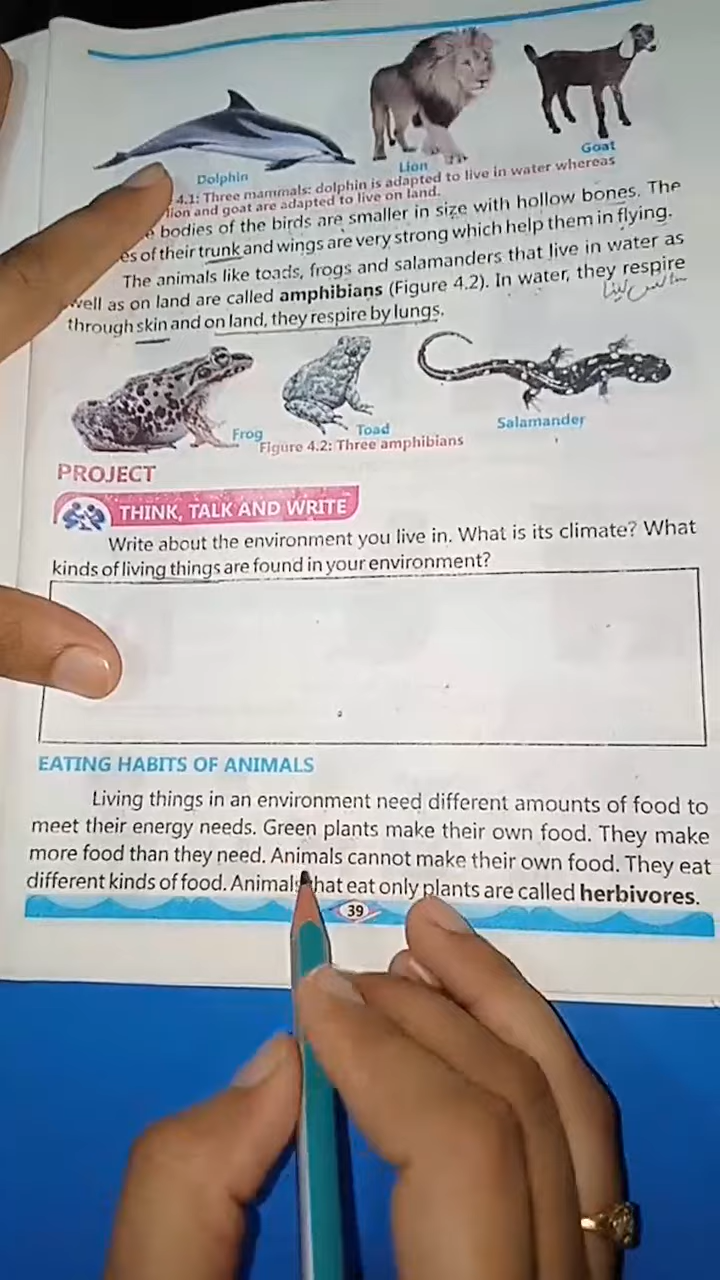 Dolphin
Lion
Goat
4.1: Three mammals: dolphin is adapted to live in water whereas
lion and goat are adapted to live on land.
bodies of the birds are smaller in size with hollow bones. The
es of their trunk and wings are very strong which help them in flying.
The animals like toads, frogs and salamanders that live in water as
well as on land are called amphibians (Figure 4.2). In water, they respire
سانس لینا
through skin and on land, they respire by lungs.
Frog
Toad
Salamander
Figure 4.2: Three amphibians
PROJECT
THINK, TALK AND WRITE
Write about the environment you live in. What is its climate? What
kinds of living things are found in your environment?
EATING HABITS OF ANIMALS
Living things in an environment need different amounts of food to
meet their energy needs. Green plants make their own food. They make
more food than they need. Animals cannot make their own food. They eat
different kinds of food. Animals that eat only plants are called herbivores.
39